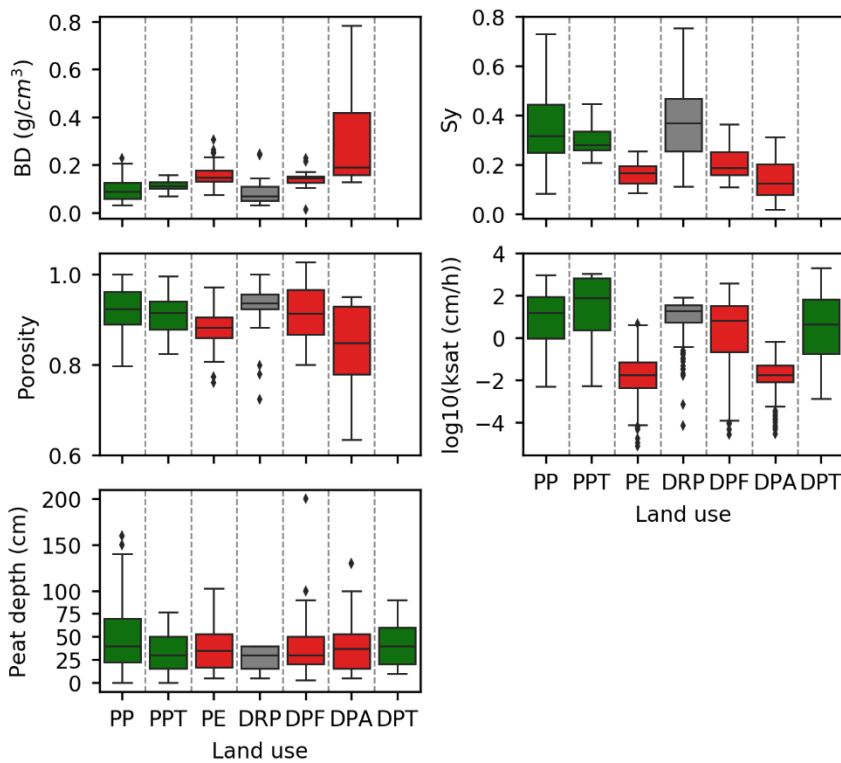 0.8
0.6
0.4
0.2
0.0
BD (g/cm³)
0.8
0.6
0.4
0.2
0.0
Sy
1.0
0.9
0.8
0.6
Porosity
4
2
0
−2
−4
log10(ksat (cm/h))
PP PPT PE DRP DPF DPA DPT
Land use
200
150
100
75
50
25
0
Peat depth (cm)
PP PPT PE DRP DPF DPA DPT
Land use